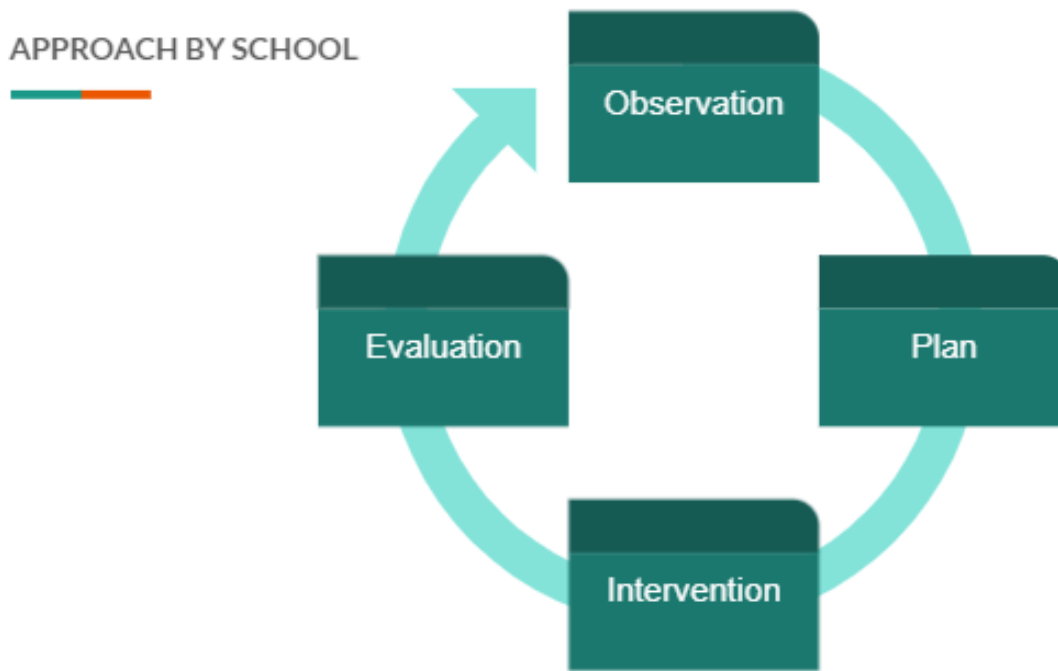 APPROACH BY SCHOOL
Observation
Plan
Intervention
Evaluation